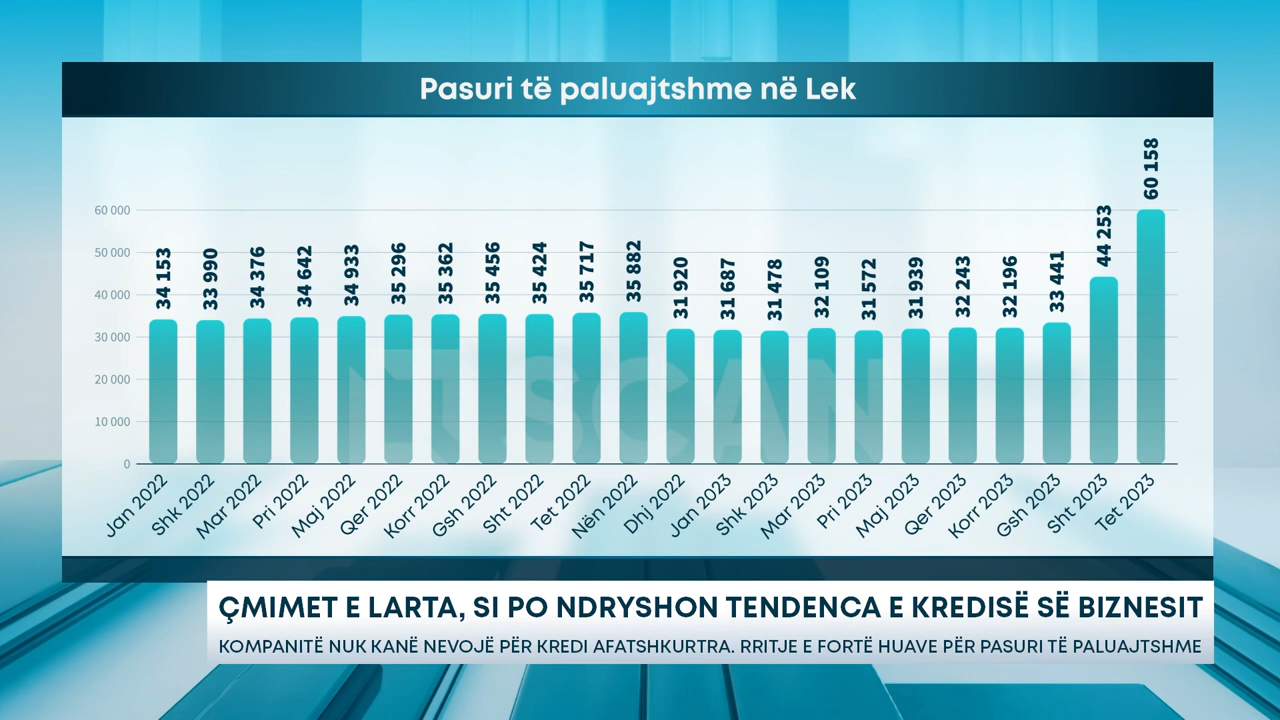 Pasuri të paluajtshme në Lek
60 000
50 000
40 000
30 000
20 000
10 000
0
34 153
33 990
34 376
34 642
34 933
35 296
35 362
35 456
35 424
35 717
35 882
31 920
31 687
31 478
32 109
31 572
31 939
32 243
32 196
33 441
44 253
60 158
Jan 2022
Shk 2022
Mar 2022
Pri 2022
Maj 2022
Qer 2022
Korr 2022
Gsh 2022
Sht 2022
Tet 2022
Nën 2022
Dhj 2022
Jan 2023
Shk 2023
Mar 2023
Pri 2023
Maj 2023
Qer 2023
Korr 2023
Gsh 2023
Sht 2023
Tet 2023
SCAN
ÇMIMET E LARTA, SI PO NDRYSHON TENDENCA E KREDISË SË BIZNESIT
KOMPANITË NUK KANË NEVOJË PËR KREDI AFATSHKURTRA. RRITJE E FORTË HUAVE PËR PASURI TË PALUAJTSHME